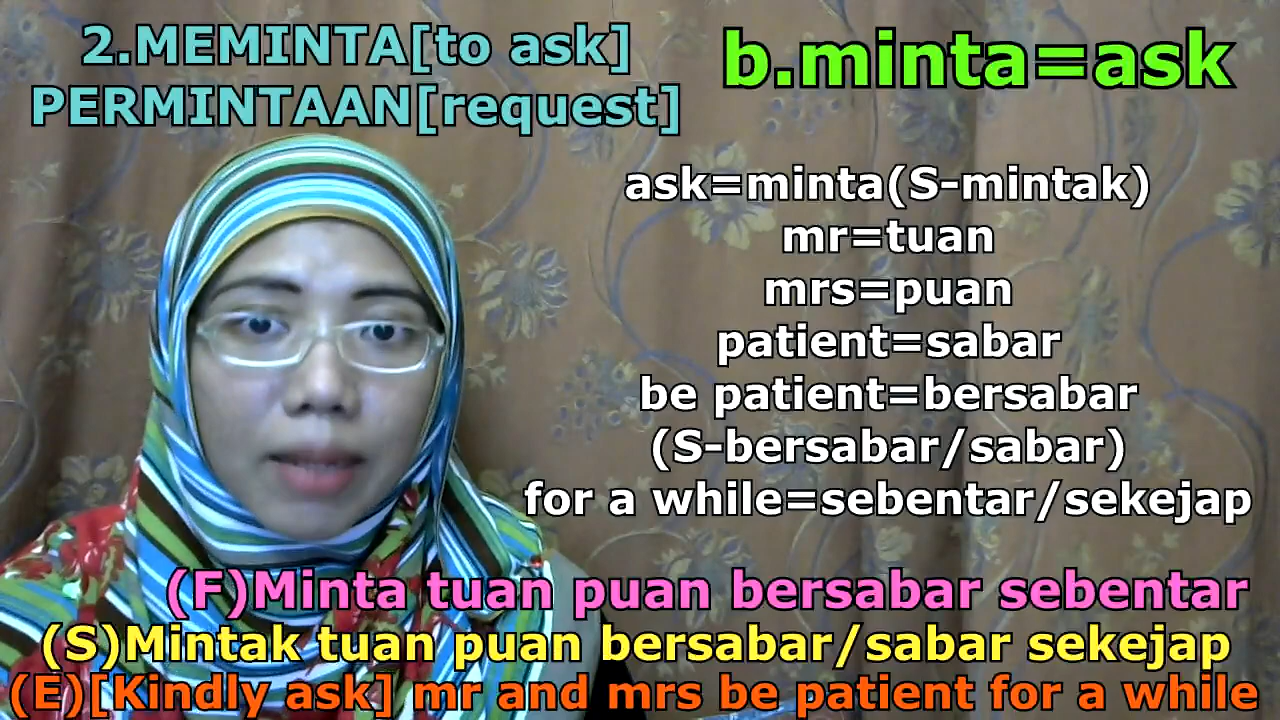 2.MEMINTA[to ask]
PERMINTAAN[request]
b.minta=ask
ask=minta(S-mintak)
mr=tuan
mrs=puan
patient=sabar
be patient=bersabar
(S-bersabar/sabar)
for a while=sebentar/sekejap
(F)Minta tuan puan bersabar sebentar
(S)Mintak tuan puan bersabar/sabar sekejap
(E)[Kindly ask] mr and mrs be patient for a while